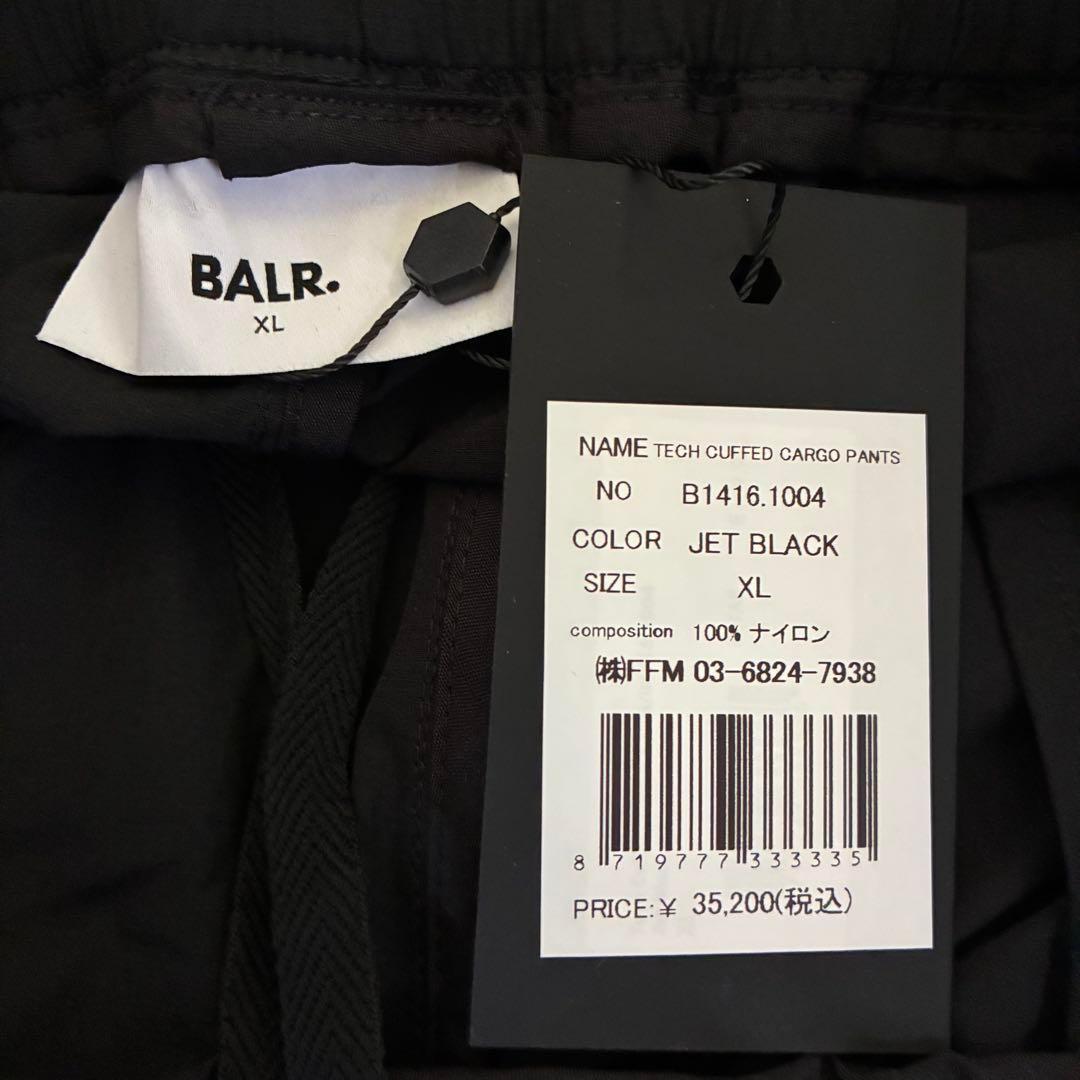 BALR.
XL
NAME TECH CUFFED CARGO PANTS
NO B1416.1004
COLOR JET BLACK
SIZE XL
composition 100% ナイロン
㈱FFM 03-6824-7938
8 719777 333335
PRICE:¥ 35,200(税込)